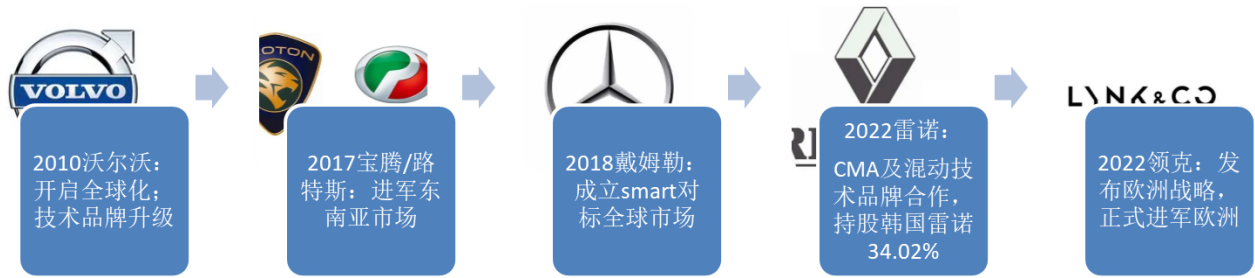 VOLVO
2010沃尔沃：
开启全球化；
技术品牌升级
2017宝腾/路
特斯：进军东
南亚市场
2018戴姆勒：
成立smart对
标全球市场
2022雷诺：
CMA及混动技
术品牌合作，
持股韩国雷诺
34.02%
LYNK&CO
2022领克：发
布欧洲战略，
正式进军欧洲